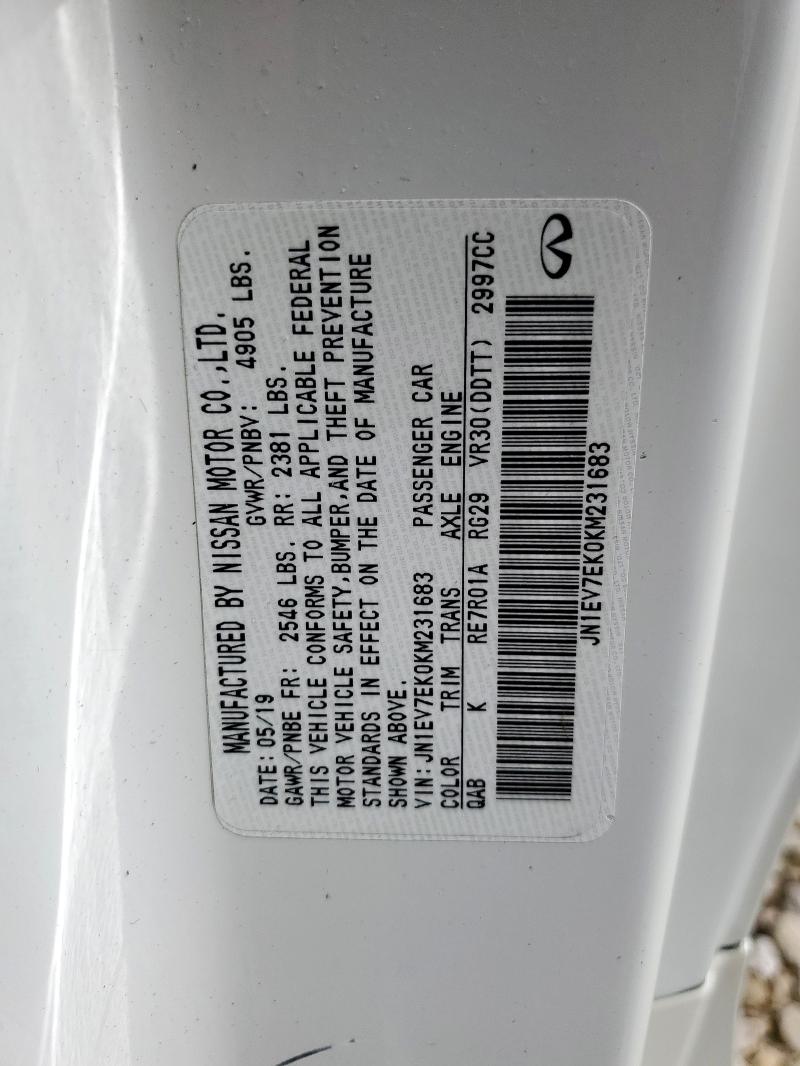 MANUFACTURED BY NISSAN MOTOR CO.,LTD.
DATE: 05/19 GVWR/PNBV: 4905 LBS.
GAWR/PNBE FR: 2546 LBS. RR: 2381 LBS.
THIS VEHICLE CONFORMS TO ALL APPLICABLE FEDERAL
MOTOR VEHICLE SAFETY,BUMPER,AND THEFT PREVENTION
STANDARDS IN EFFECT ON THE DATE OF MANUFACTURE
SHOWN ABOVE.
VIN:JN1EV7EK0KM231683 PASSENGER CAR
COLOR TRIM TRANS AXLE ENGINE
QAB K RE7R01A RG29 VR30(DDTT) 2997CC
JN1EV7EK0KM231683